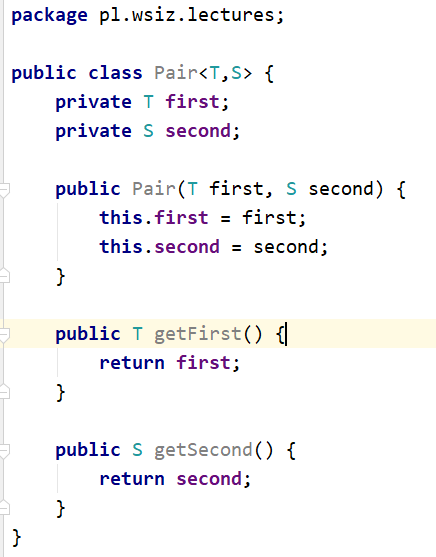 package pl.wsiz.lectures;
public class Pair<T,S> {
    private T first;
    private S second;
    public Pair(T first, S second) {
        this.first = first;
        this.second = second;
    }
    public T getFirst() {
        return first;
    }
    public S getSecond() {
        return second;
    }
}